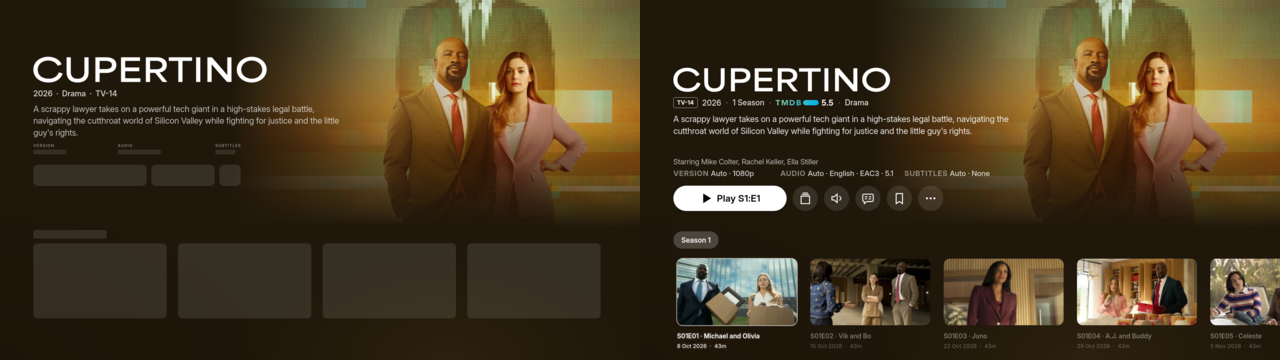 CUPERTINO
2026 · Drama · TV-14
A scrappy lawyer takes on a powerful tech giant in a high-stakes legal battle,
navigating the cutthroat world of Silicon Valley while fighting for justice and the little
guy's rights.
VERSION AUDIO SUBTITLES
CUPERTINO
TV-14 2026 · 1 Season · TMDB 5.5 · Drama
A scrappy lawyer takes on a powerful tech giant in a high-stakes legal battle, navigating the
cutthroat world of Silicon Valley while fighting for justice and the little guy's rights.
Starring Mike Colter, Rachel Keller, Ella Stiller
VERSION Auto · 1080p AUDIO Auto · English · EAC3 · 5.1 SUBTITLES Auto · None
Play S1:E1
Season 1
S01E01 · Michael and Olivia S01E02 · Vik and Bo S01E03 · Juno S01E04 · A.J. and Buddy S01E05 · Celeste
8 Oct 2026 · 43m 15 Oct 2026 · 43m 22 Oct 2026 · 43m 29 Oct 2026 · 43m 5 Nov 2026 · 43m